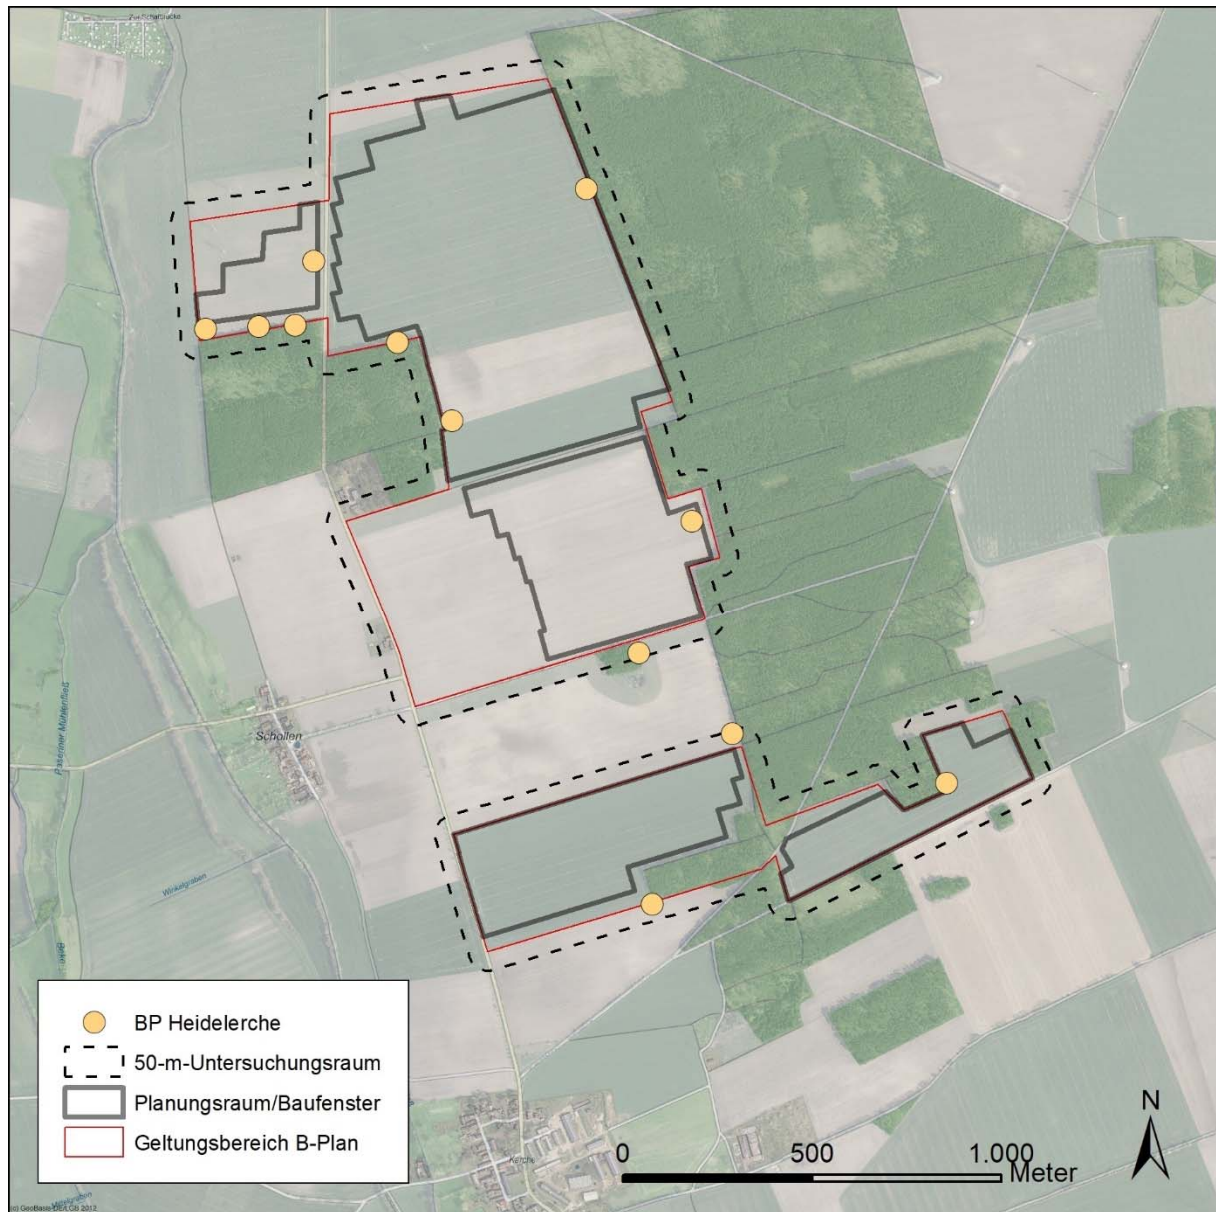 Schollen
Winkelgraben
BP Heidelerche
50-m-Untersuchungsraum
Planungsraum/Baufenster
Geltungsbereich B-Plan
N
0 500 1.000
Meter
(c) GeoBasis-DE/LGB 2012